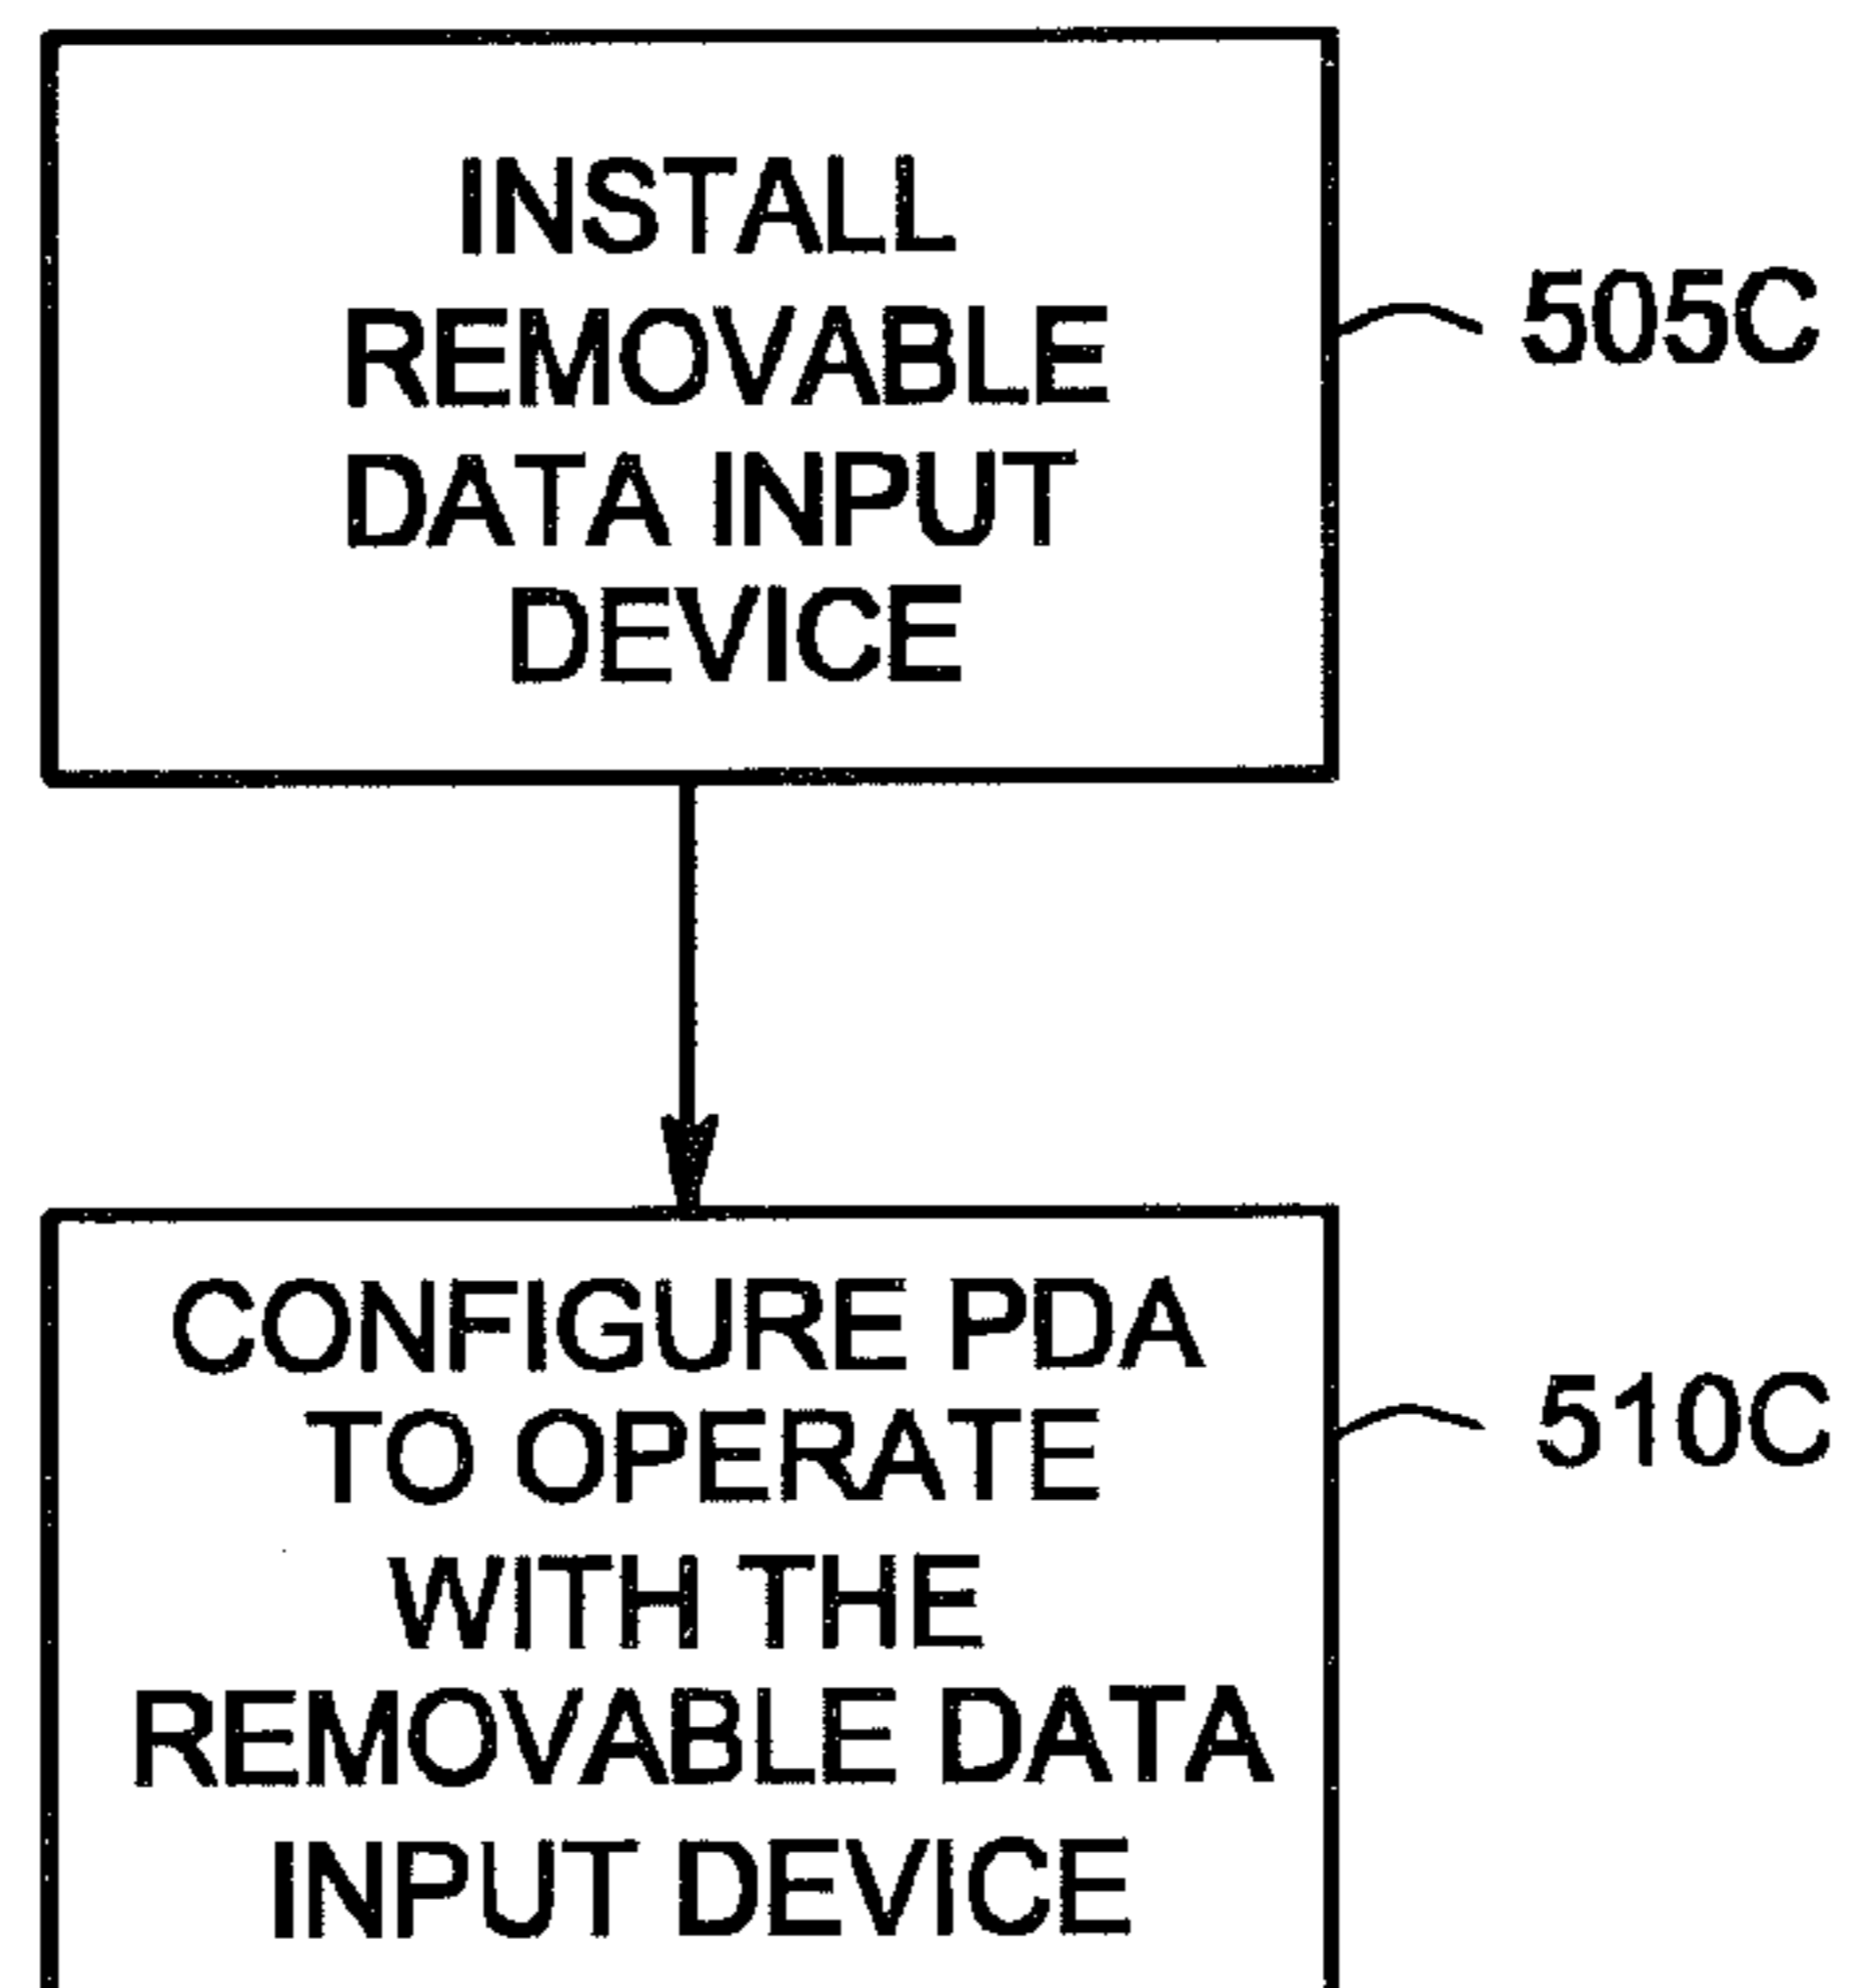 INSTALL
REMOVABLE
DATA INPUT
DEVICE
505C
CONFIGURE PDA
TO OPERATE
WITH THE
REMOVABLE DATA
INPUT DEVICE
510C